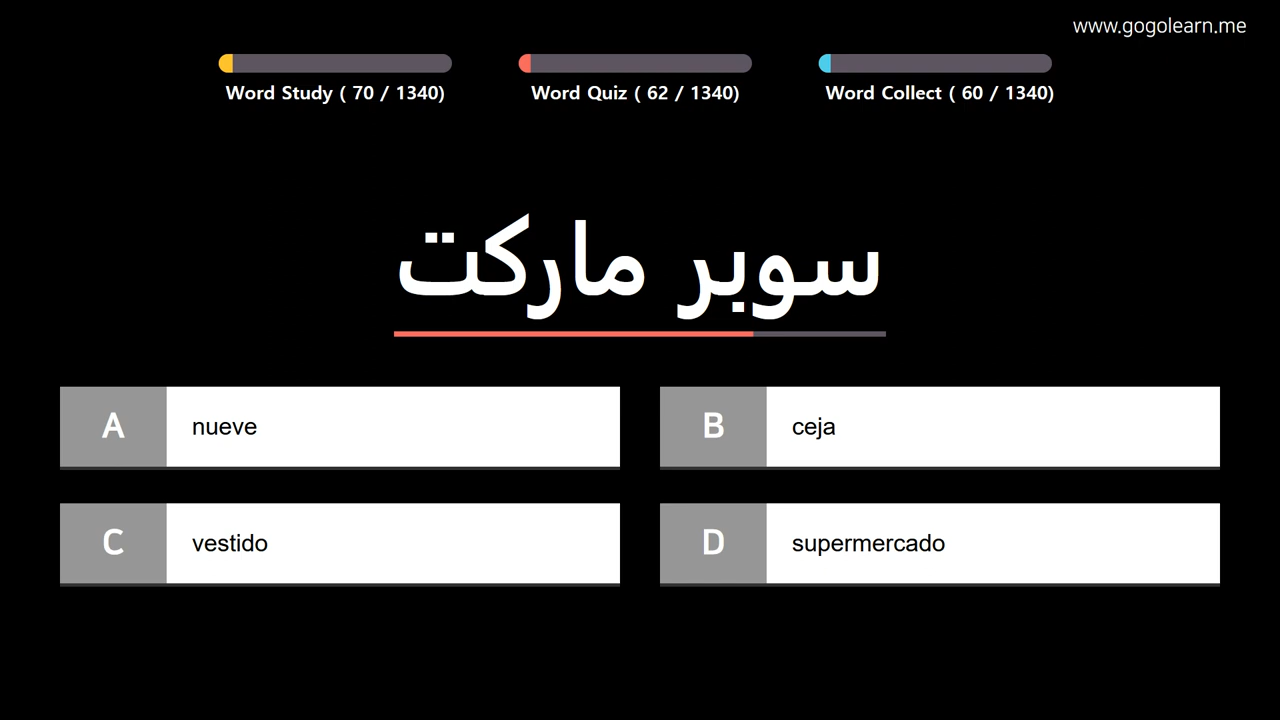 www.gogolearn.me
Word Study ( 70 / 1340)
Word Quiz ( 62 / 1340)
Word Collect ( 60 / 1340)
سوبر ماركت
A nueve
B ceja
C vestido
D supermercado